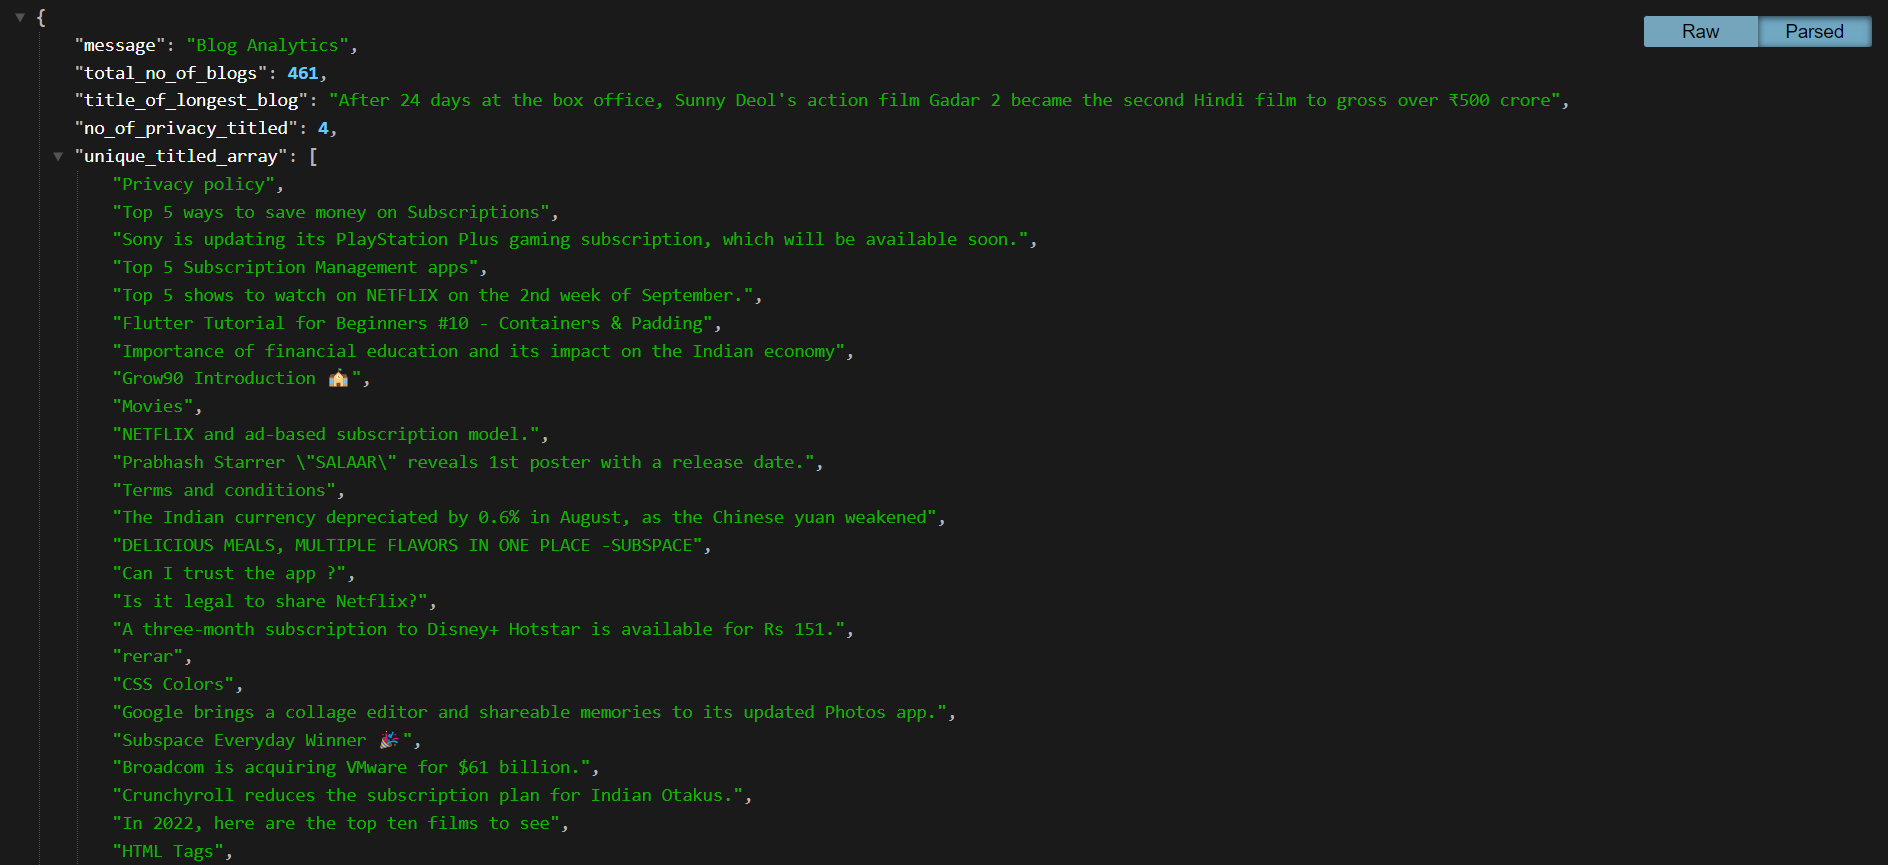 {
Raw Parsed
"message": "Blog Analytics",
"total_no_of_blogs": 461,
"title_of_longest_blog": "After 24 days at the box office, Sunny Deol's action film Gadar 2 became the second Hindi film to gross over ₹500 crore",
"no_of_privacy_titled": 4,
"unique_titled_array": [
"Privacy policy",
"Top 5 ways to save money on Subscriptions",
"Sony is updating its PlayStation Plus gaming subscription, which will be available soon.",
"Top 5 Subscription Management apps",
"Top 5 shows to watch on NETFLIX on the 2nd week of September.",
"Flutter Tutorial for Beginners #10 - Containers & Padding",
"Importance of financial education and its impact on the Indian economy",
"Grow90 Introduction 🏫",
"Movies",
"NETFLIX and ad-based subscription model.",
"Prabhash Starrer \"SALAAR\" reveals 1st poster with a release date.",
"Terms and conditions",
"The Indian currency depreciated by 0.6% in August, as the Chinese yuan weakened",
"DELICIOUS MEALS, MULTIPLE FLAVORS IN ONE PLACE -SUBSPACE",
"Can I trust the app ?",
"Is it legal to share Netflix?",
"A three-month subscription to Disney+ Hotstar is available for Rs 151.",
"rerar",
"CSS Colors",
"Google brings a collage editor and shareable memories to its updated Photos app.",
"Subspace Everyday Winner 🎉",
"Broadcom is acquiring VMware for $61 billion.",
"Crunchyroll reduces the subscription plan for Indian Otakus.",
"In 2022, here are the top ten films to see",
"HTML Tags",